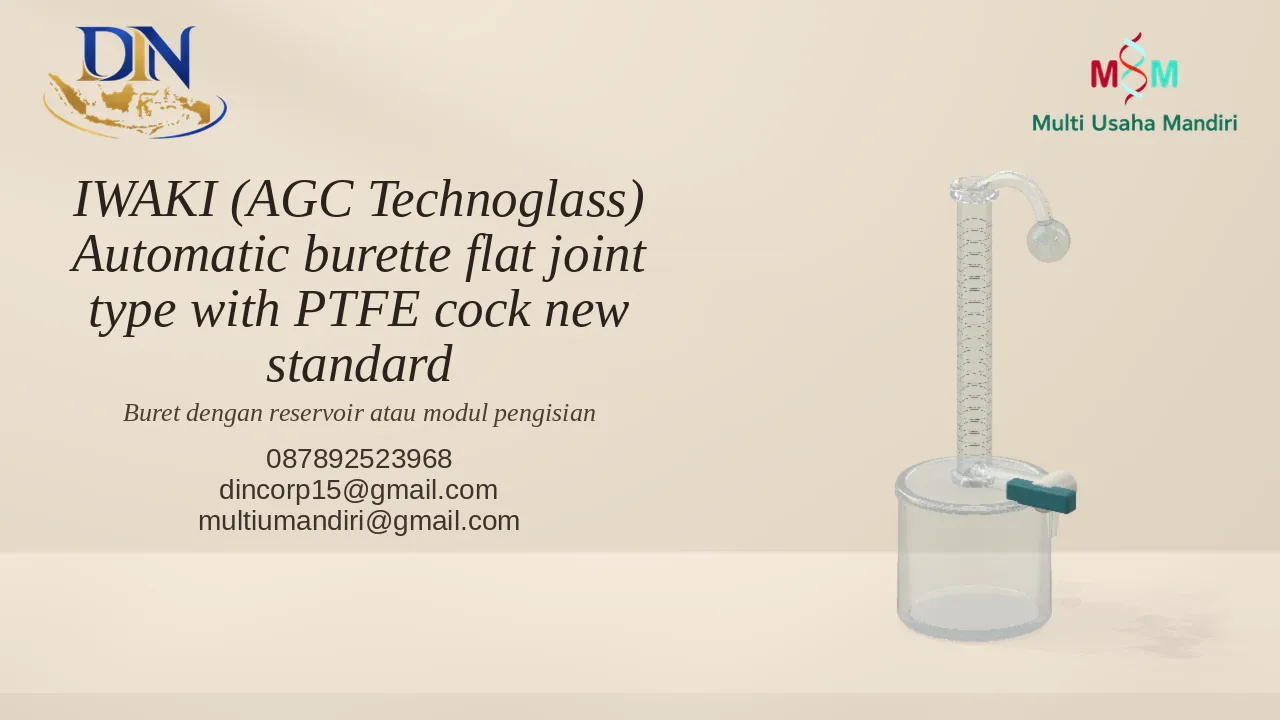 DIN
M M
Multi Usaha Mandiri
IWAKI (AGC Technoglass)
Automatic burette flat joint
type with PTFE cock new
standard
Buret dengan reservoir atau modul pengisian
087892523968
dincorp15@gmail.com
multiumandiri@gmail.com